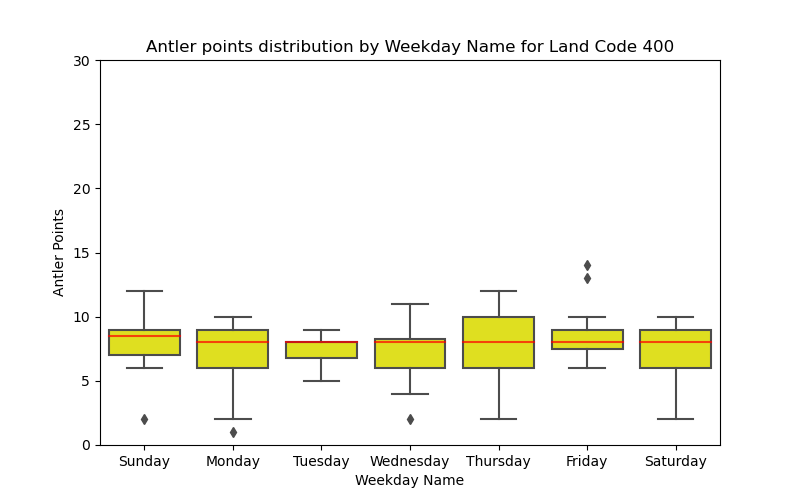 Antler points distribution by Weekday Name for Land Code 400
30
25
20
15
10
5
0
Antler Points
Sunday Monday Tuesday Wednesday Thursday Friday Saturday
Weekday Name